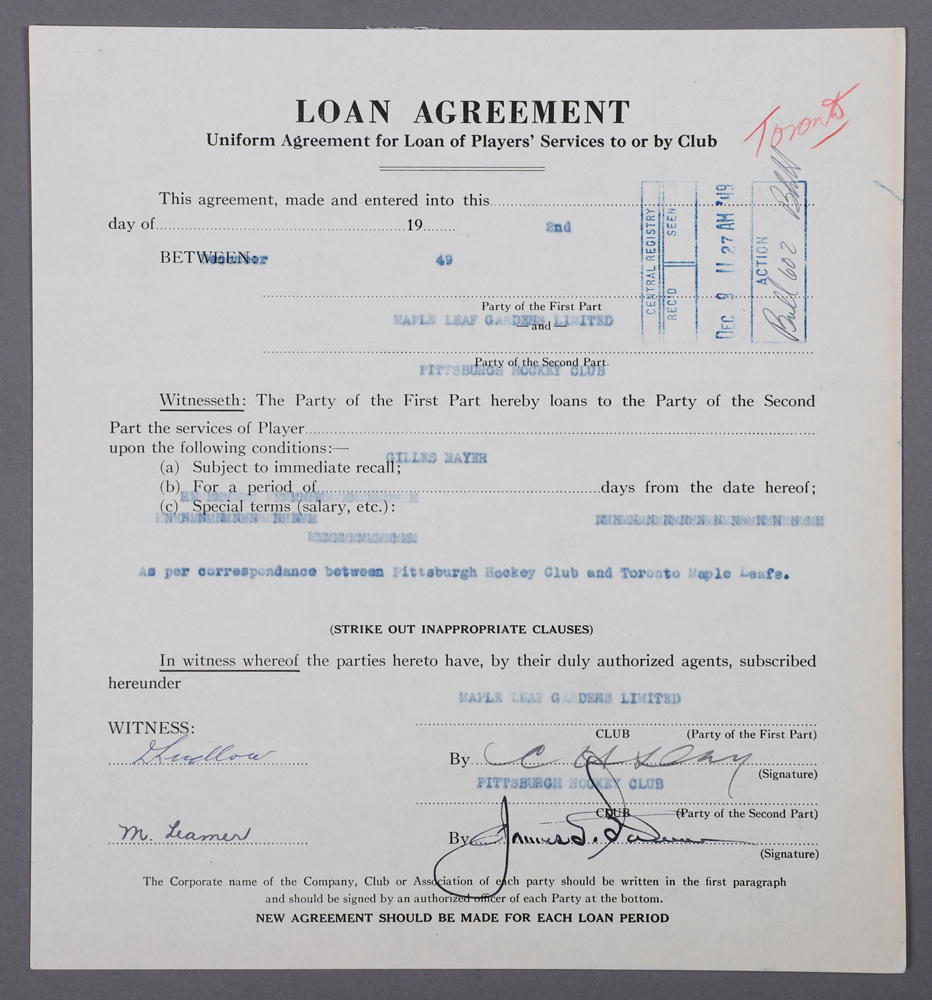 LOAN AGREEMENT
Toronto
Uniform Agreement for Loan of Players' Services to or by Club
This agreement, made and entered into this
day of 19
2nd
BETWEEN:
December
49
CENTRAL REGISTRY
REC'D SEEN
DEC 9 11 27 AM '49
ACTION
Bull 602
Party of the First Part
MAPLE LEAF GARDENS LIMITED
—and—
Party of the Second Part.
PITTSBURGH HOCKEY CLUB
Witnesseth: The Party of the First Part hereby loans to the Party of the Second
Part the services of Player
upon the following conditions:—
GILLES MAYER
(a) Subject to immediate recall;
(b) For a period of days from the date hereof;
(c) Special terms (salary, etc.):
As per correspondence between Pittsburgh Hockey Club and Toronto Maple Leafs.
(STRIKE OUT INAPPROPRIATE CLAUSES)
In witness whereof the parties hereto have, by their duly authorized agents, subscribed
hereunder
MAPLE LEAF GARDENS LIMITED
WITNESS:
CLUB (Party of the First Part)
By C H S Day
(Signature)
PITTSBURGH HOCKEY CLUB
CLUB (Party of the Second Part)
M. Leamer
By James
(Signature)
The Corporate name of the Company, Club or Association of each party should be written in the first paragraph
and should be signed by an authorized officer of each Party at the bottom.
NEW AGREEMENT SHOULD BE MADE FOR EACH LOAN PERIOD